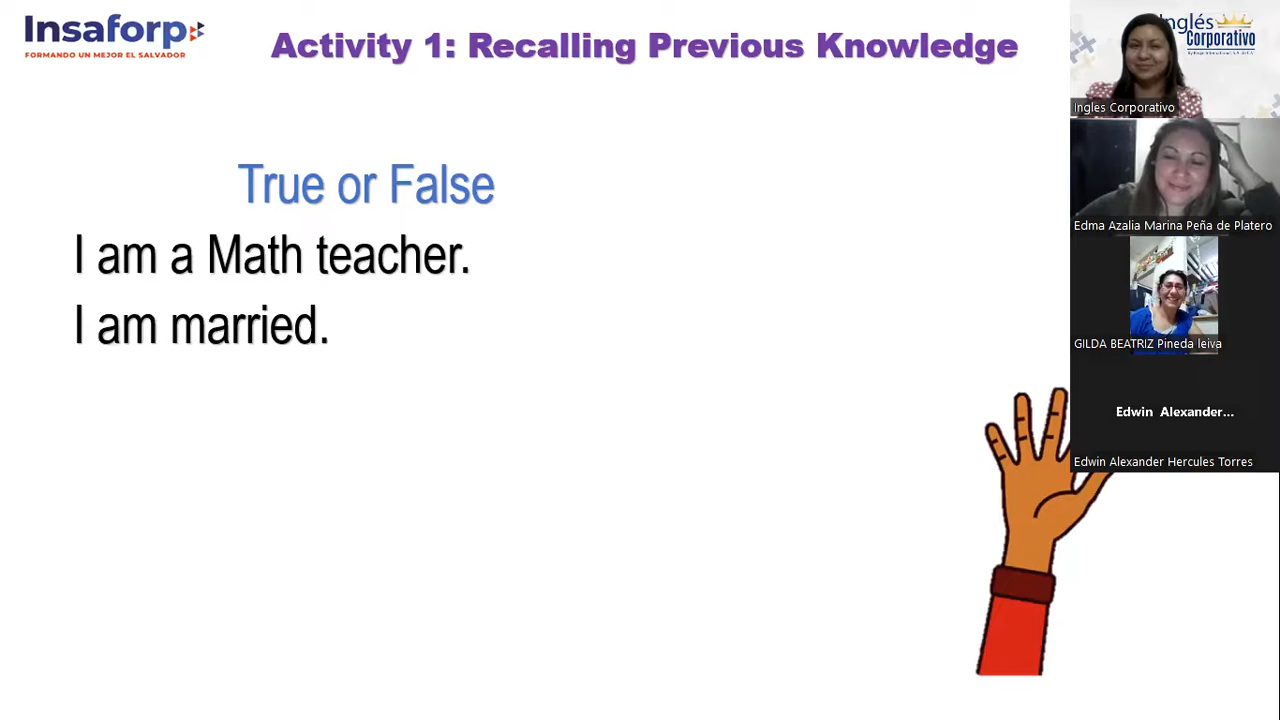 Insaforp
FORMANDO UN MEJOR EL SALVADOR
Activity 1: Recalling Previous Knowledge
True or False
I am a Math teacher.
I am married.
Inglés
Corporativo
Ingles Corporativo
Edma Azalia Marina Peña de Platero
GILDA BEATRIZ Pineda leiva
Edwin Alexander...
Edwin Alexander Hercules Torres